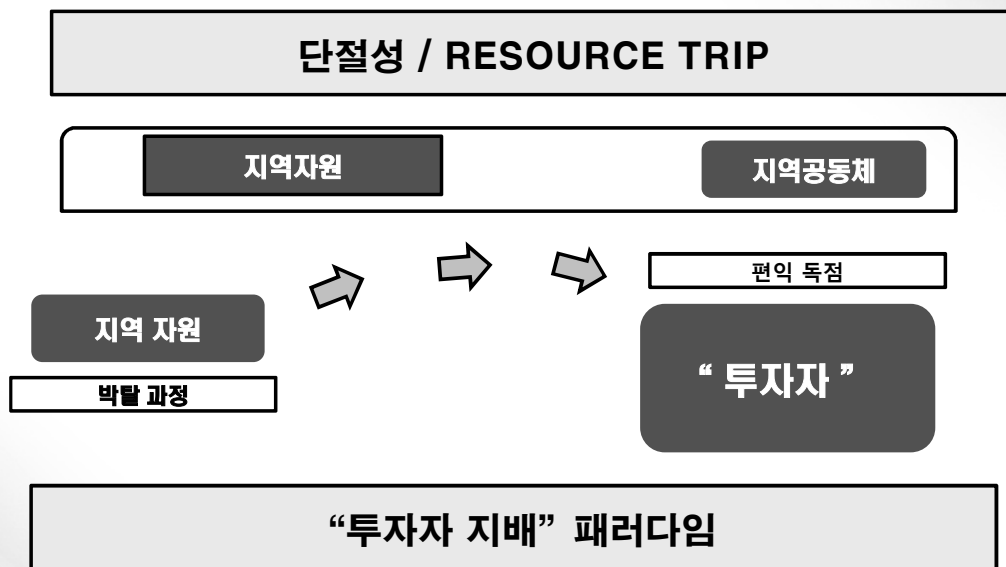 단절성 / RESOURCE TRIP
지역자원
지역공동체
편익 독점
지역 자원
박탈 과정
“ 투자자 ”
“투자자 지배” 패러다임